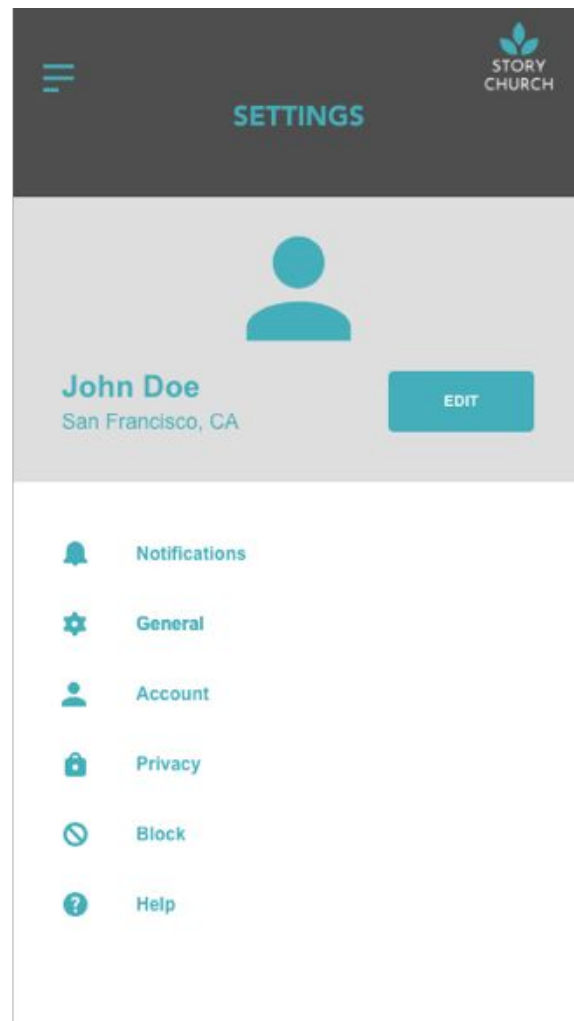 STORY
CHURCH
SETTINGS
John Doe
San Francisco, CA
EDIT
Notifications
General
Account
Privacy
Block
Help